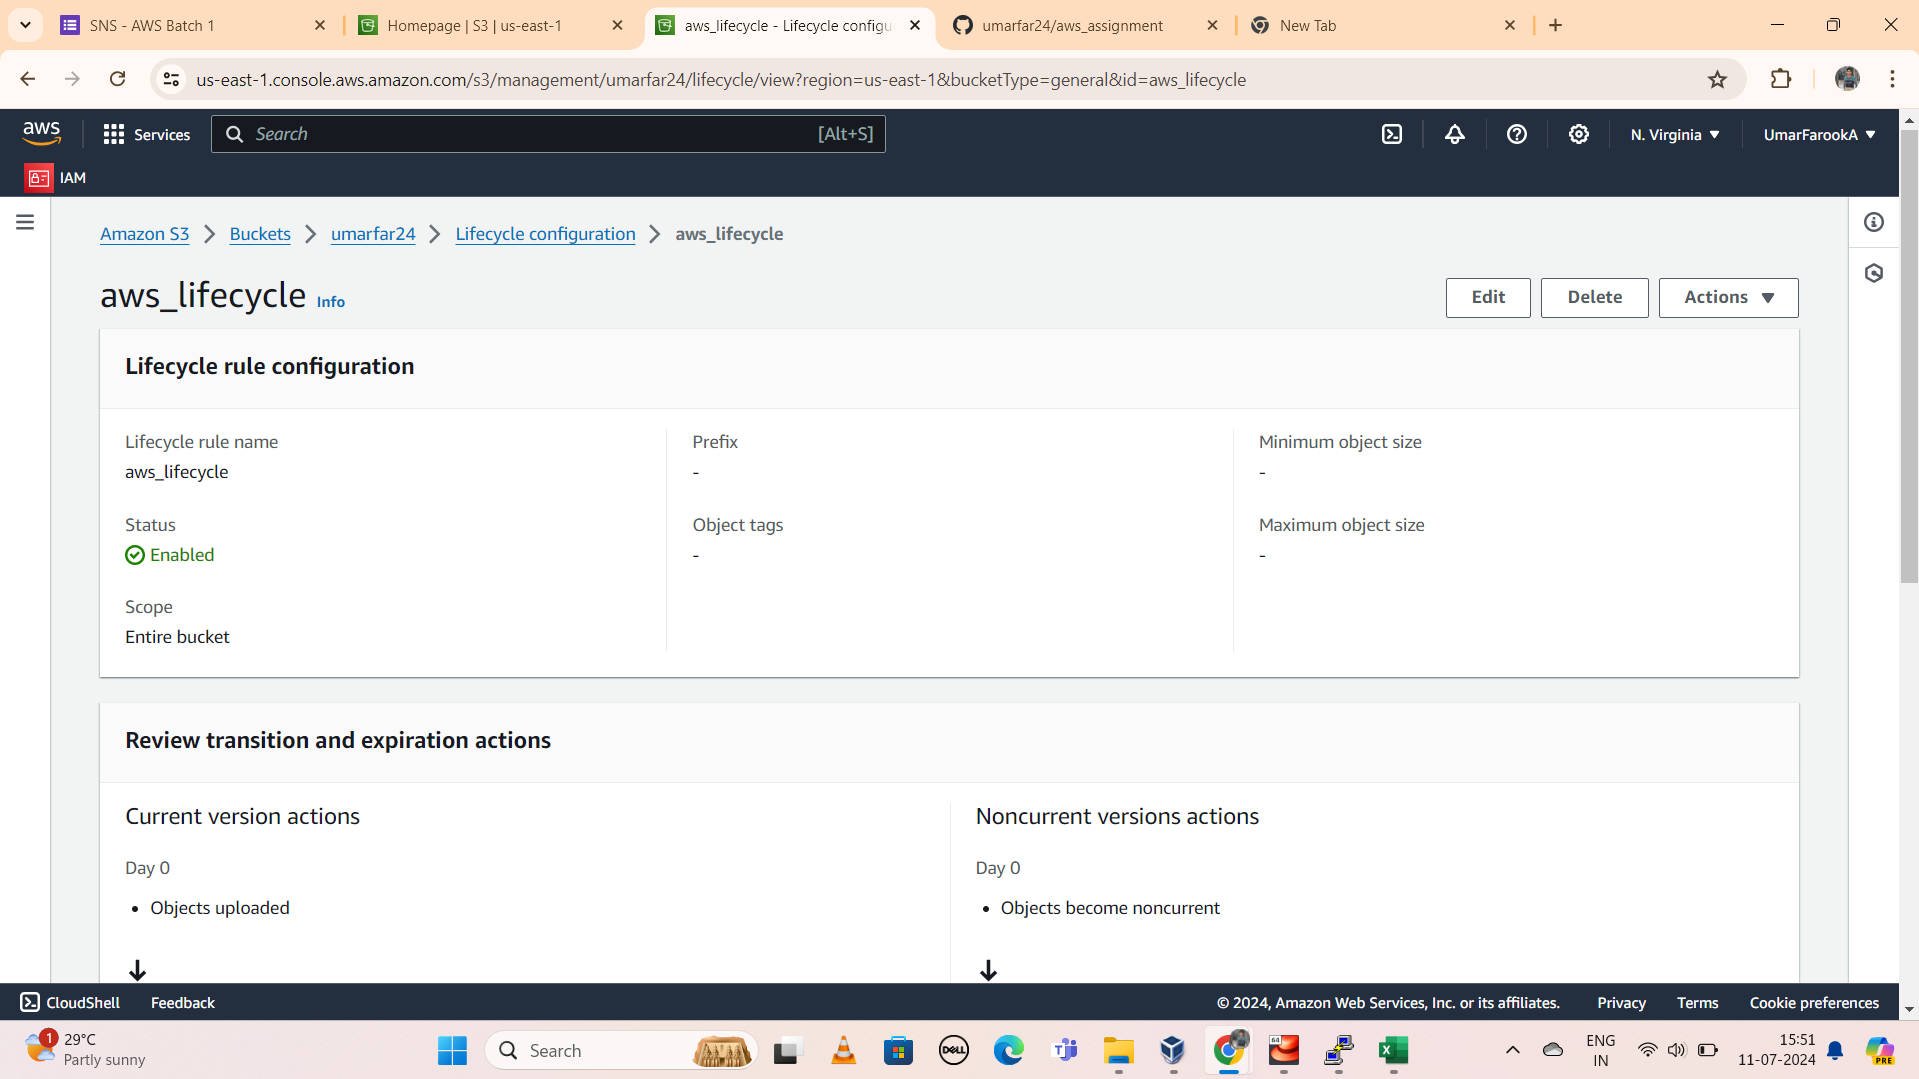 SNS - AWS Batch 1
Homepage | S3 | us-east-1
aws_lifecycle - Lifecycle configu
umarfar24/aws_assignment
New Tab
us-east-1.console.aws.amazon.com/s3/management/umarfar24/lifecycle/view?region=us-east-1&bucketType=general&id=aws_lifecycle
aws
Services
Search
[Alt+S]
N. Virginia
UmarFarookA
IAM
Amazon S3
Buckets
umarfar24
Lifecycle configuration
aws_lifecycle
aws_lifecycle Info
Edit
Delete
Actions
Lifecycle rule configuration
Lifecycle rule name
aws_lifecycle
Status
Enabled
Scope
Entire bucket
Prefix
-
Object tags
-
Minimum object size
-
Maximum object size
-
Review transition and expiration actions
Current version actions
Day 0
• Objects uploaded
Noncurrent versions actions
Day 0
• Objects become noncurrent
CloudShell
Feedback
© 2024, Amazon Web Services, Inc. or its affiliates.
Privacy
Terms
Cookie preferences
1
29°C
Partly sunny
Search
DELL
64
ENG
IN
15:51
11-07-2024
PRE